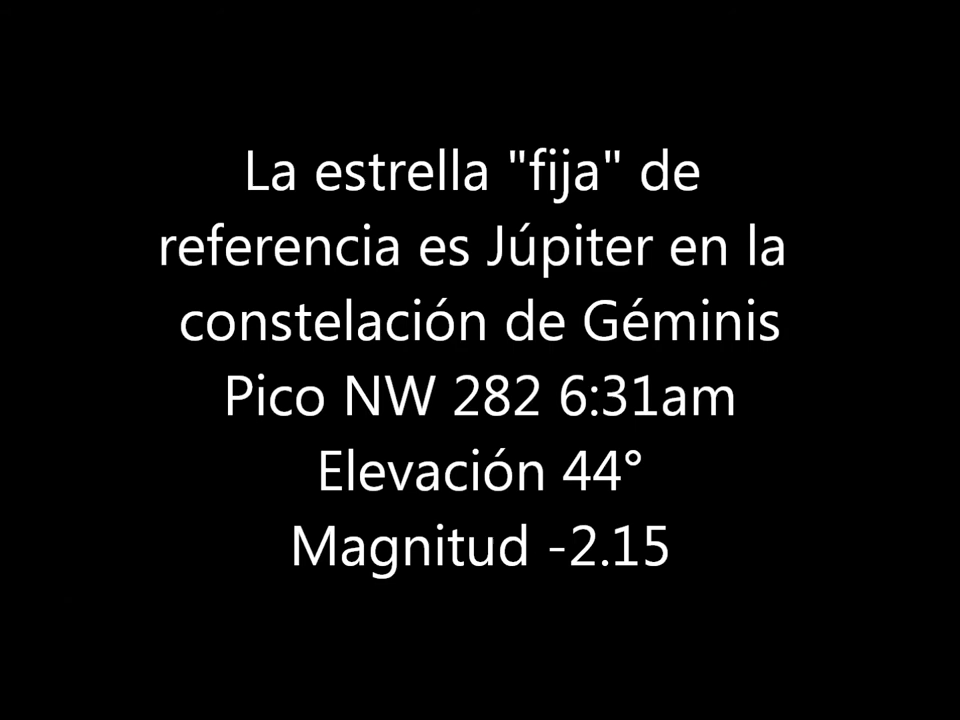 La estrella "fija" de
referencia es Júpiter en la
constelación de Géminis
Pico NW 282 6:31am
Elevación 44°
Magnitud -2.15